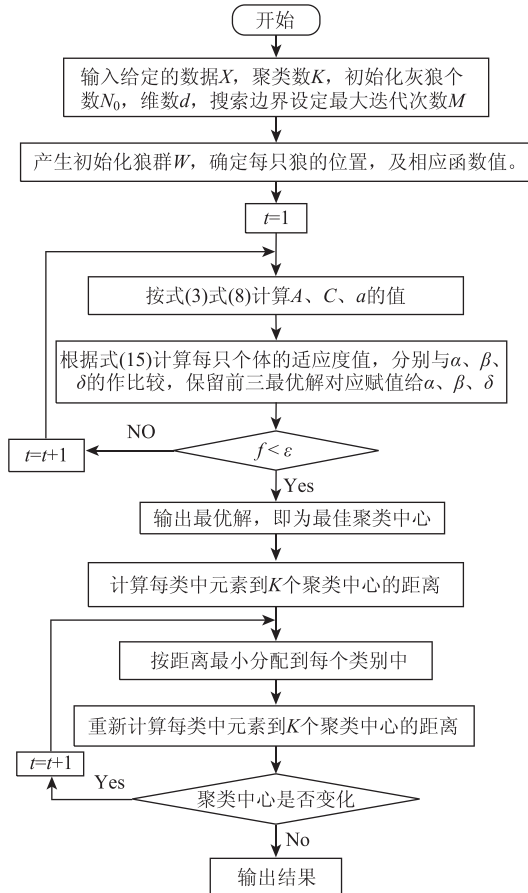 开始
输入给定的数据X，聚类数K，初始化灰狼个
数N₀，维数d，搜索边界设定最大迭代次数M
产生初始化狼群W，确定每只狼的位置，及相应函数值。
t=1
按式(3)式(8)计算A、C、a的值
根据式(15)计算每只个体的适应度值，分别与α、β、
δ的作比较，保留前三最优解对应赋值给α、β、δ
NO
t=t+1
f<ε
Yes
输出最优解，即为最佳聚类中心
计算每类中元素到K个聚类中心的距离
按距离最小分配到每个类别中
重新计算每类中元素到K个聚类中心的距离
t=t+1
Yes
聚类中心是否变化
No
输出结果